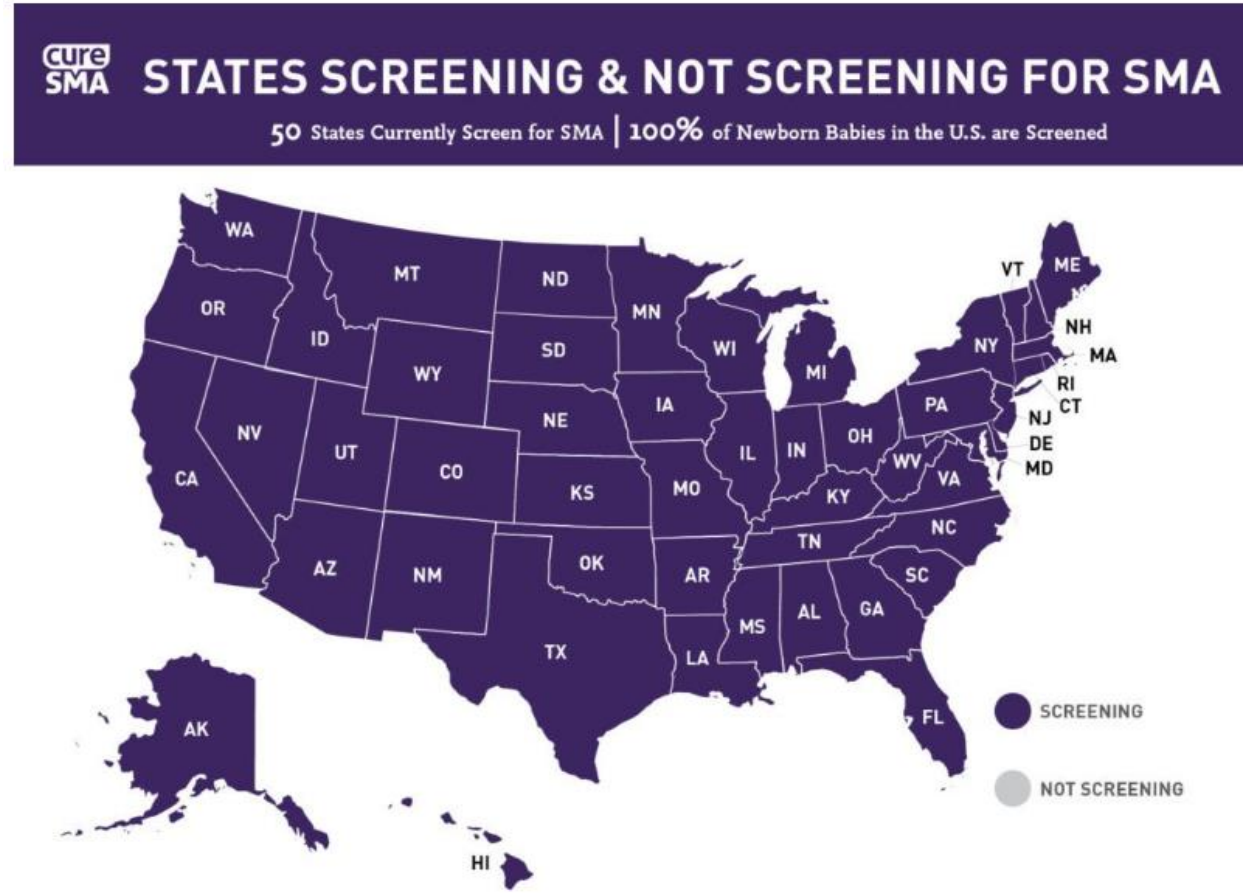 cure
SMA
STATES SCREENING & NOT SCREENING FOR SMA
50 States Currently Screen for SMA | 100% of Newborn Babies in the U.S. are Screened
WA
MT
ND
MN
VT
ME
OR
ID
SD
WI
MI
NY
NH
MA
WY
RI
CT
NE
IA
PA
NJ
NV
UT
CO
IL
IN
OH
DE
MD
CA
KS
MO
WV
VA
KY
AZ
NM
OK
AR
TN
NC
SC
TX
LA
MS
AL
GA
FL
AK
HI
SCREENING
NOT SCREENING